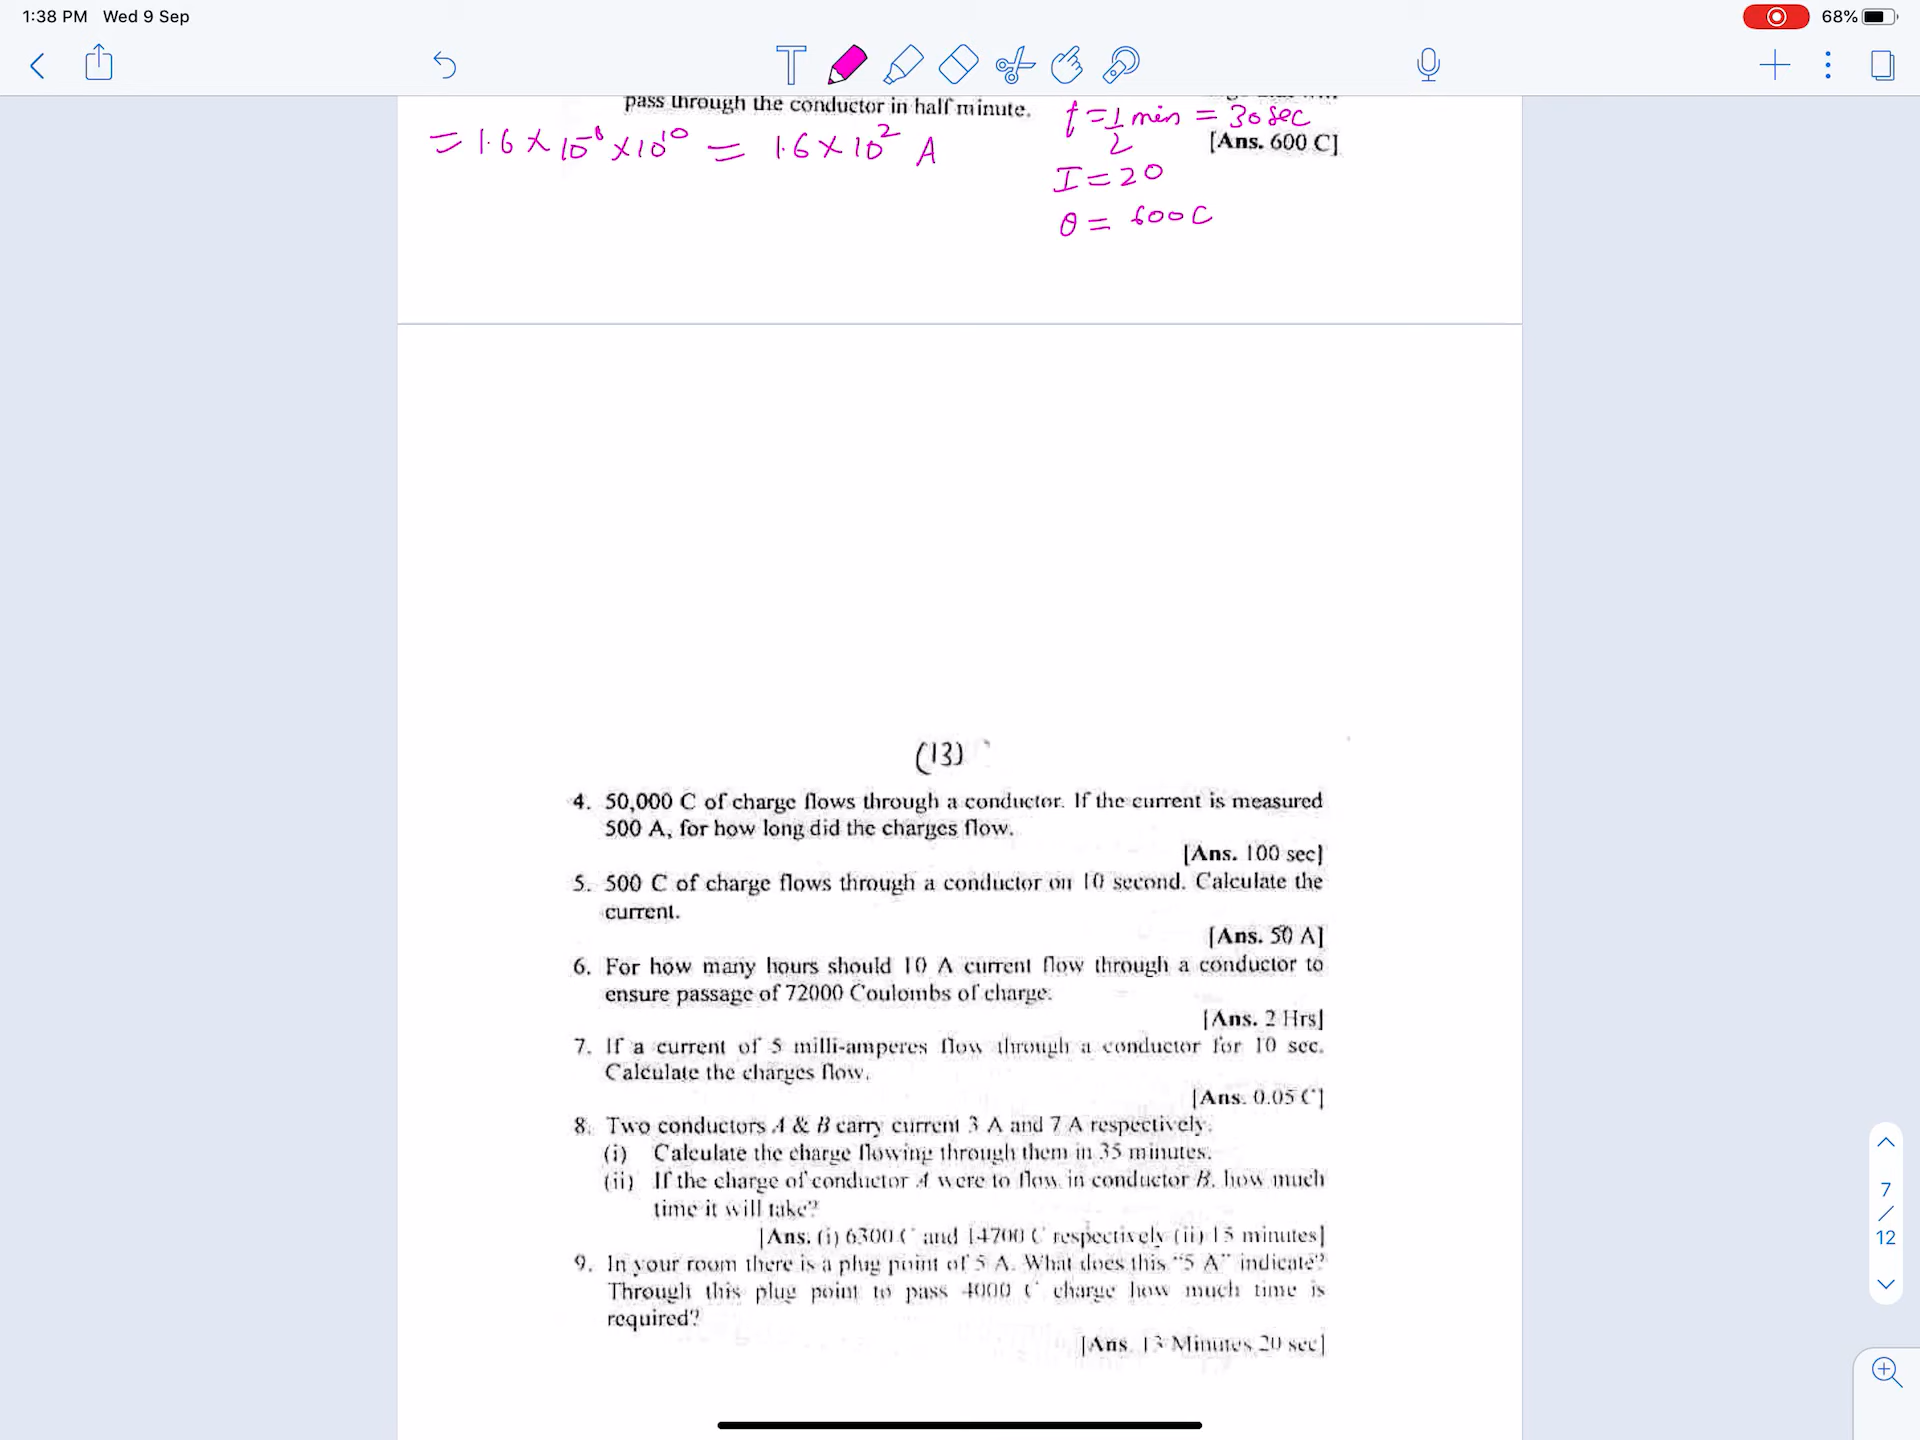 1:38 PM Wed 9 Sep
68%
pass through the conductor in half minute.
t = 1/2 min = 30 sec
[Ans. 600 C]
= 1.6 × 10⁻⁸ × 10¹⁰ = 1.6 × 10² A
I = 20
θ = 600 C
(13)
4. 50,000 C of charge flows through a conductor. If the current is measured
500 A, for how long did the charges flow.
[Ans. 100 sec]
5. 500 C of charge flows through a conductor on 10 second. Calculate the
current.
[Ans. 50 A]
6. For how many hours should 10 A current flow through a conductor to
ensure passage of 72000 Coulombs of charge.
[Ans. 2 Hrs]
7. If a current of 5 milli-amperes flow through a conductor for 10 sec.
Calculate the charges flow.
[Ans. 0.05 C]
8. Two conductors A & B carry current 3 A and 7 A respectively.
(i) Calculate the charge flowing through them in 35 minutes.
(ii) If the charge of conductor A were to flow in conductor B, how much
time it will take?
[Ans. (i) 6300 C and 14700 C respectively (ii) 15 minutes]
9. In your room there is a plug point of 5 A. What does this "5 A" indicate?
Through this plug point to pass 4000 C charge how much time is
required?
[Ans. 13 Minutes 20 sec]
7
/
12